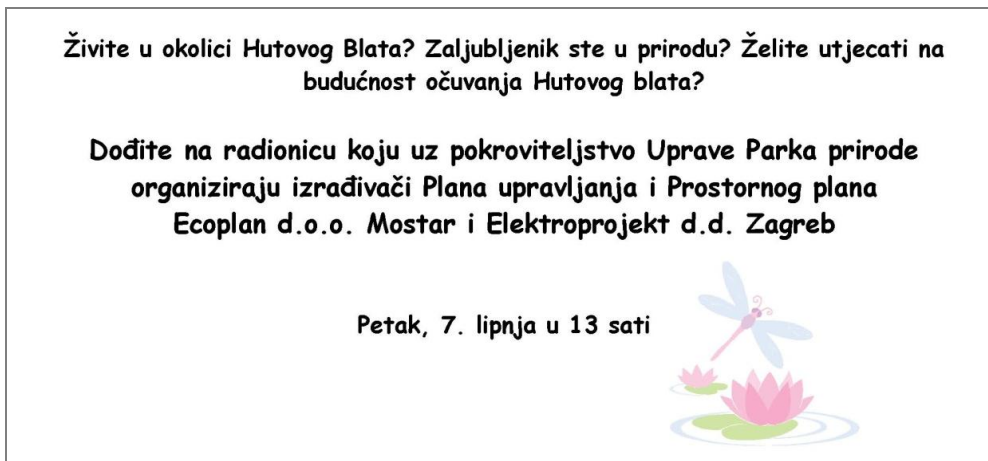 Živite u okolici Hutovog Blata? Zaljubljenik ste u prirodu? Želite utjecati na
budućnost očuvanja Hutovog blata?
Dođite na radionicu koju uz pokroviteljstvo Uprave Parka prirode
organiziraju izrađivači Plana upravljanja i Prostornog plana
Ecoplan d.o.o. Mostar i Elektroprojekt d.d. Zagreb
Petak, 7. lipnja u 13 sati